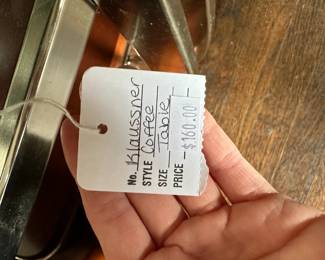 No. Klaussner
STYLE Coffee
SIZE Table
PRICE $160.00